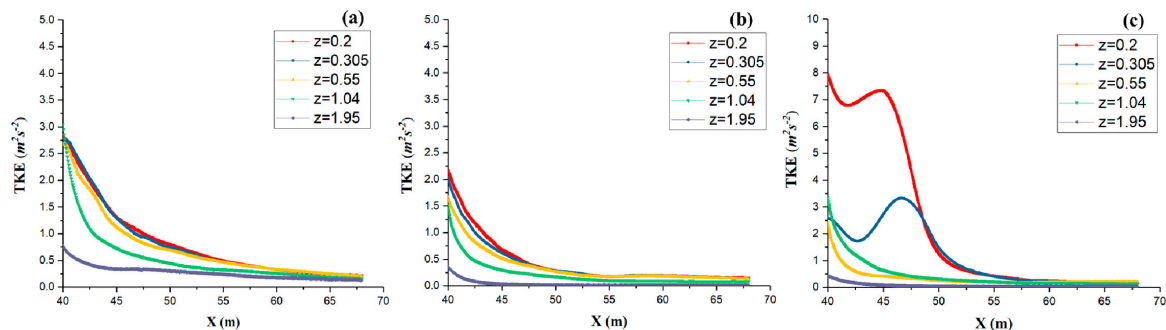 (a)
5.0
4.5
4.0
3.5
3.0
2.5
2.0
1.5
1.0
0.5
0.0
TKE (m²s⁻²)
z=0.2
z=0.305
z=0.55
z=1.04
z=1.95
40 45 50 55 60 65 70
X (m)
(b)
5.0
4.5
4.0
3.5
3.0
2.5
2.0
1.5
1.0
0.5
0.0
TKE (m²s⁻²)
z=0.2
z=0.305
z=0.55
z=1.04
z=1.95
40 45 50 55 60 65 70
X (m)
(c)
10
9
8
7
6
5
4
3
2
1
0
TKE (m²s⁻²)
z=0.2
z=0.305
z=0.55
z=1.04
z=1.95
40 45 50 55 60 65 70
X (m)